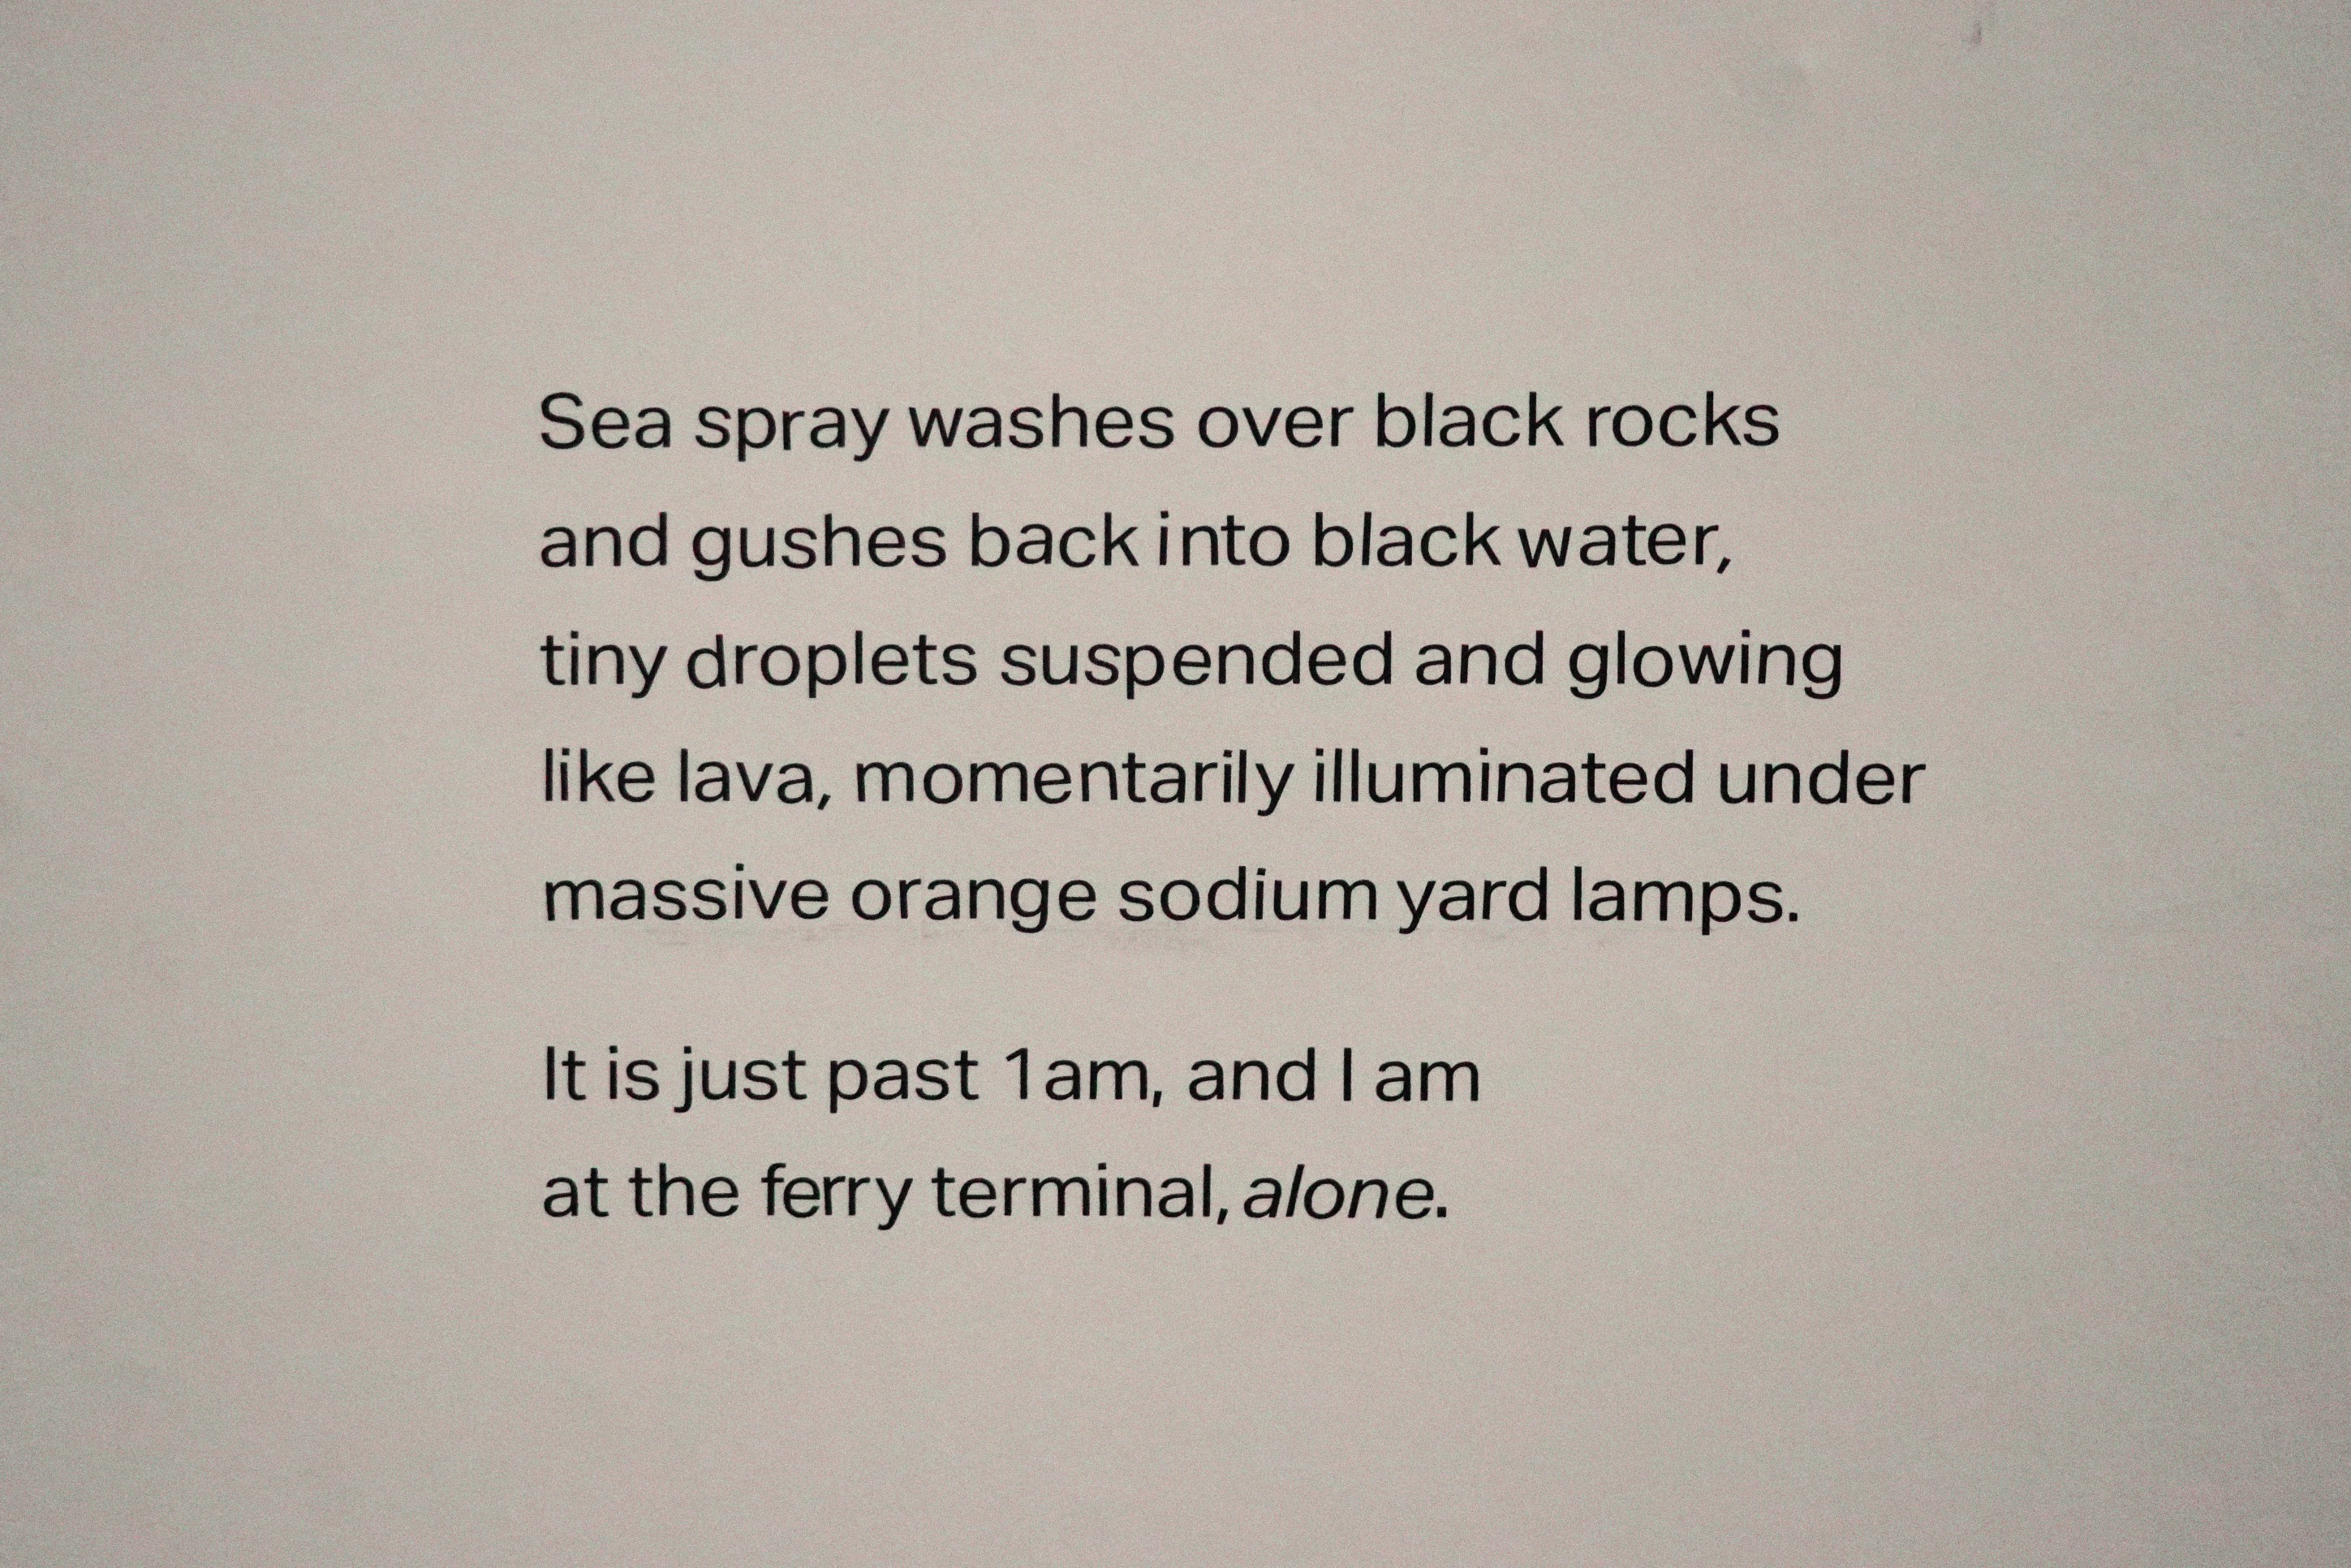 Sea spray washes over black rocks
and gushes back into black water,
tiny droplets suspended and glowing
like lava, momentarily illuminated under
massive orange sodium yard lamps.
It is just past 1am, and I am
at the ferry terminal, alone.